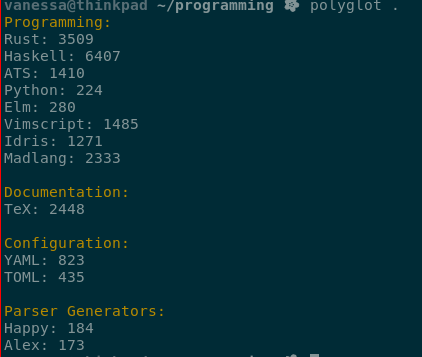 vanessa@thinkpad ~/programming polyglot .
Programming:
Rust: 3509
Haskell: 6407
ATS: 1410
Python: 224
Elm: 280
Vimscript: 1485
Idris: 1271
Madlang: 2333
Documentation:
TeX: 2448
Configuration:
YAML: 823
TOML: 435
Parser Generators:
Happy: 184
Alex: 173